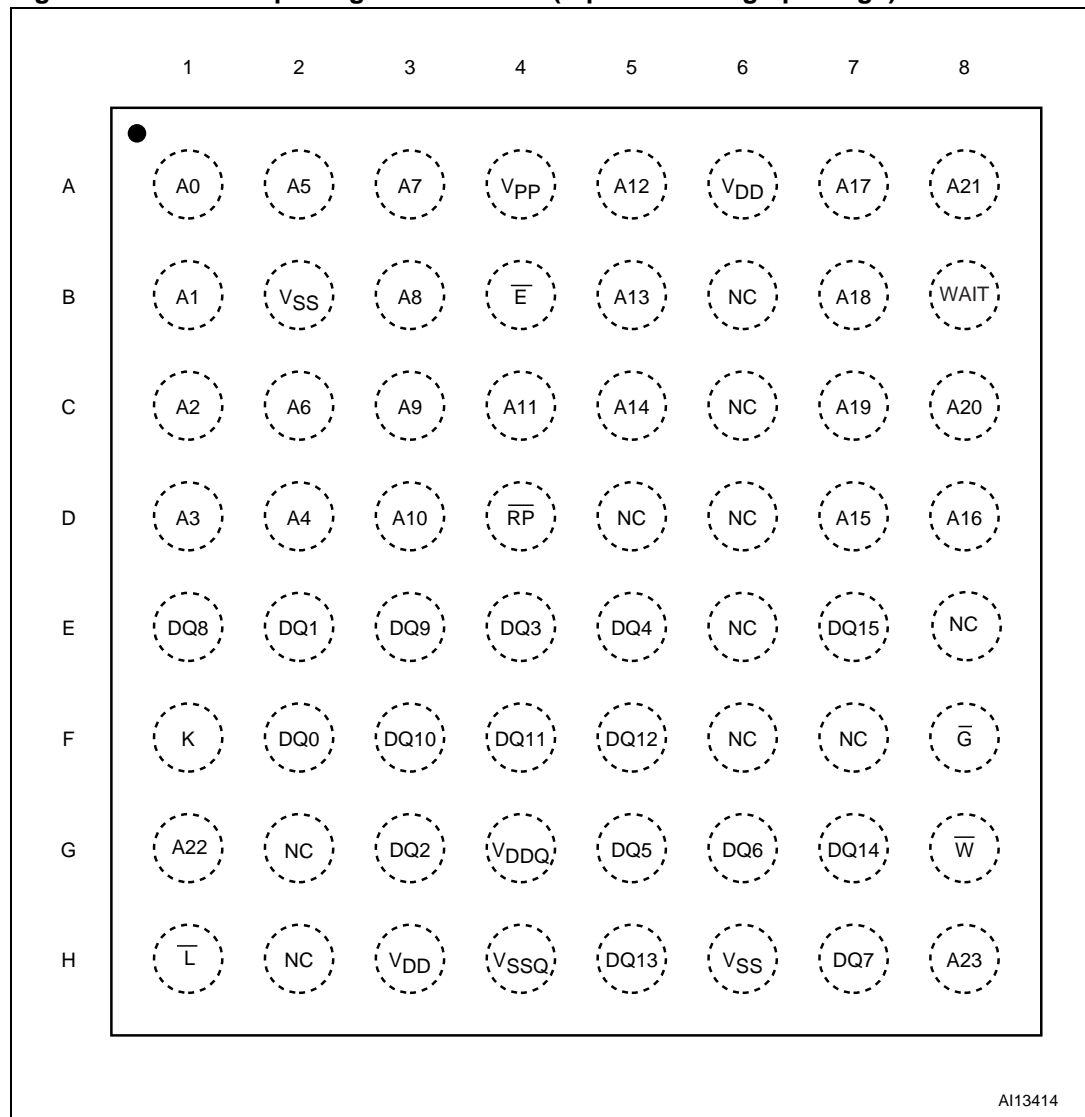 1 2 3 4 5 6 7 8
A A0 A5 A7 VPP A12 VDD A17 A21
B A1 VSS A8 E̅ A13 NC A18 WAIT
C A2 A6 A9 A11 A14 NC A19 A20
D A3 A4 A10 R̅P̅ NC NC A15 A16
E DQ8 DQ1 DQ9 DQ3 DQ4 NC DQ15 NC
F K DQ0 DQ10 DQ11 DQ12 NC NC G̅
G A22 NC DQ2 VDDQ DQ5 DQ6 DQ14 W̅
H L̅ NC VDD VSSQ DQ13 VSS DQ7 A23
AI13414